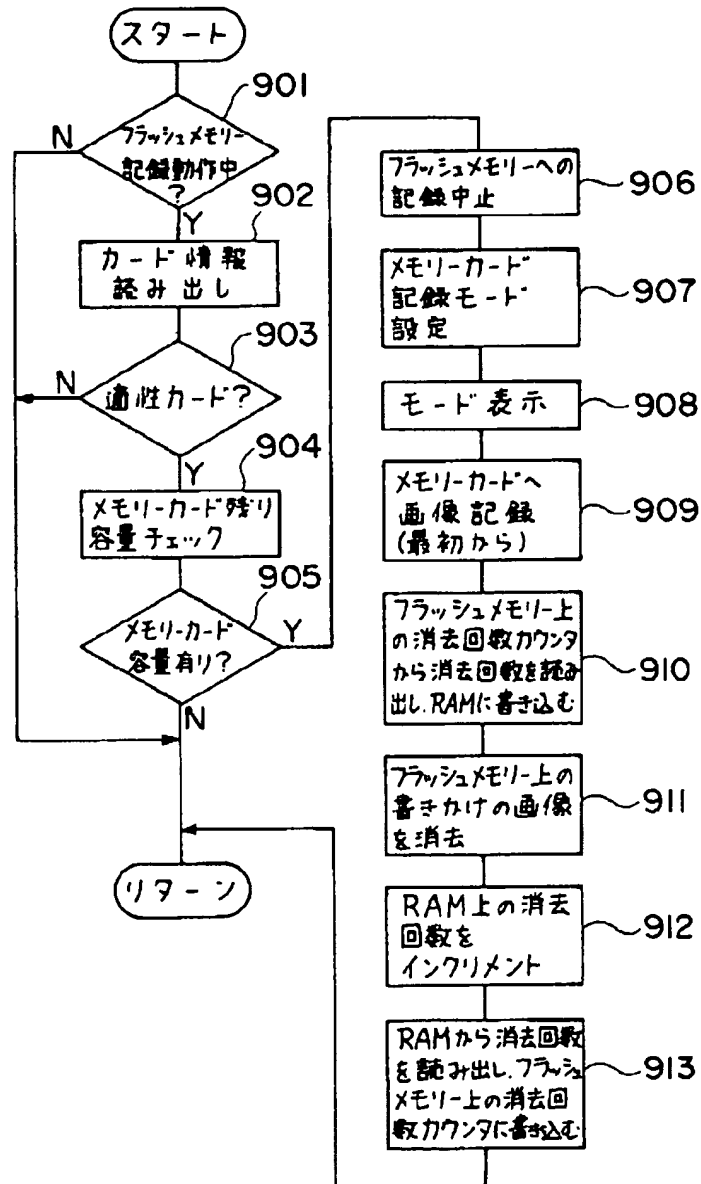 スタート
901
フラッシュメモリー
記録動作中
?
N
Y
902
カード情報
読み出し
903
適性カード?
N
Y
904
メモリーカード残り
容量チェック
905
メモリーカード
容量有り?
Y
N
リターン
フラッシュメモリーへの
記録中止
906
メモリーカード
記録モード
設定
907
モード表示
908
メモリーカードへ
画像記録
(最初から)
909
フラッシュメモリー上
の消去回数カウンタ
から消去回数を読み
出し、RAMに書き込む
910
フラッシュメモリー上の
書きかけの画像
を消去
911
RAM上の消去
回数を
インクリメント
912
RAMから消去回数
を読み出し、フラッシュ
メモリー上の消去回
数カウンタに書き込む
913